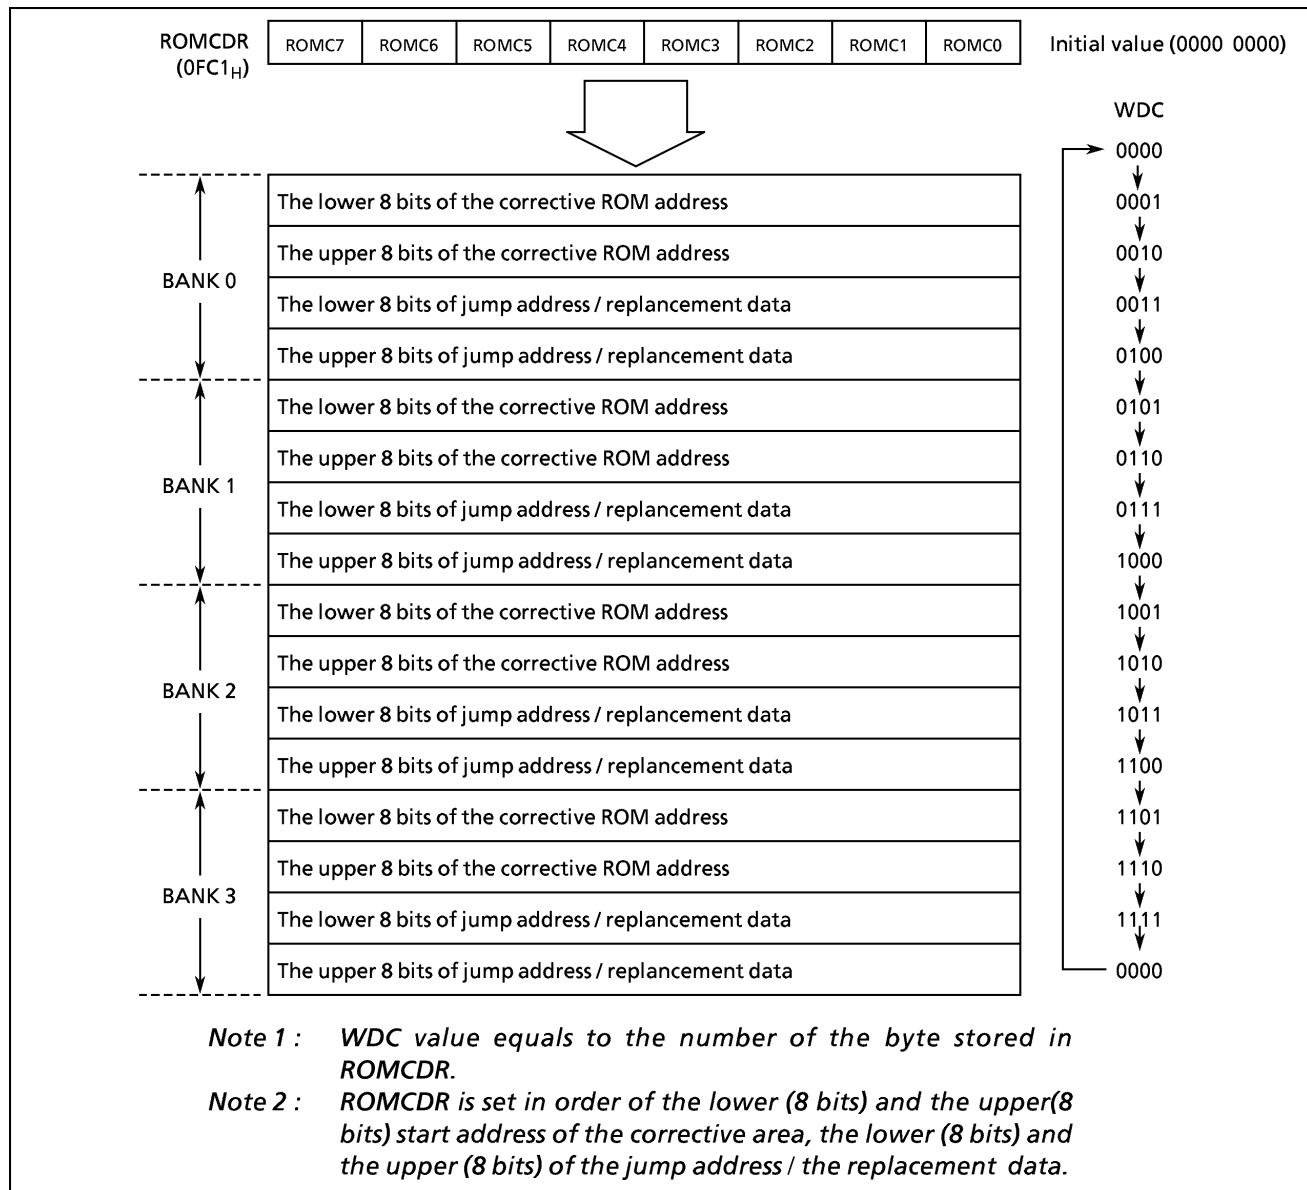 ROMCDR ROMC7 ROMC6 ROMC5 ROMC4 ROMC3 ROMC2 ROMC1 ROMC0 Initial value (0000 0000)
(0FC1H)
WDC
0000
The lower 8 bits of the corrective ROM address 0001
The upper 8 bits of the corrective ROM address 0010
BANK 0
The lower 8 bits of jump address / replancement data 0011
The upper 8 bits of jump address / replancement data 0100
The lower 8 bits of the corrective ROM address 0101
The upper 8 bits of the corrective ROM address 0110
BANK 1
The lower 8 bits of jump address / replancement data 0111
The upper 8 bits of jump address / replancement data 1000
The lower 8 bits of the corrective ROM address 1001
The upper 8 bits of the corrective ROM address 1010
BANK 2
The lower 8 bits of jump address / replancement data 1011
The upper 8 bits of jump address / replancement data 1100
The lower 8 bits of the corrective ROM address 1101
The upper 8 bits of the corrective ROM address 1110
BANK 3
The lower 8 bits of jump address / replancement data 1111
The upper 8 bits of jump address / replancement data 0000
Note 1 : WDC value equals to the number of the byte stored in
ROMCDR.
Note 2 : ROMCDR is set in order of the lower (8 bits) and the upper(8
bits) start address of the corrective area, the lower (8 bits) and
the upper (8 bits) of the jump address / the replacement data.